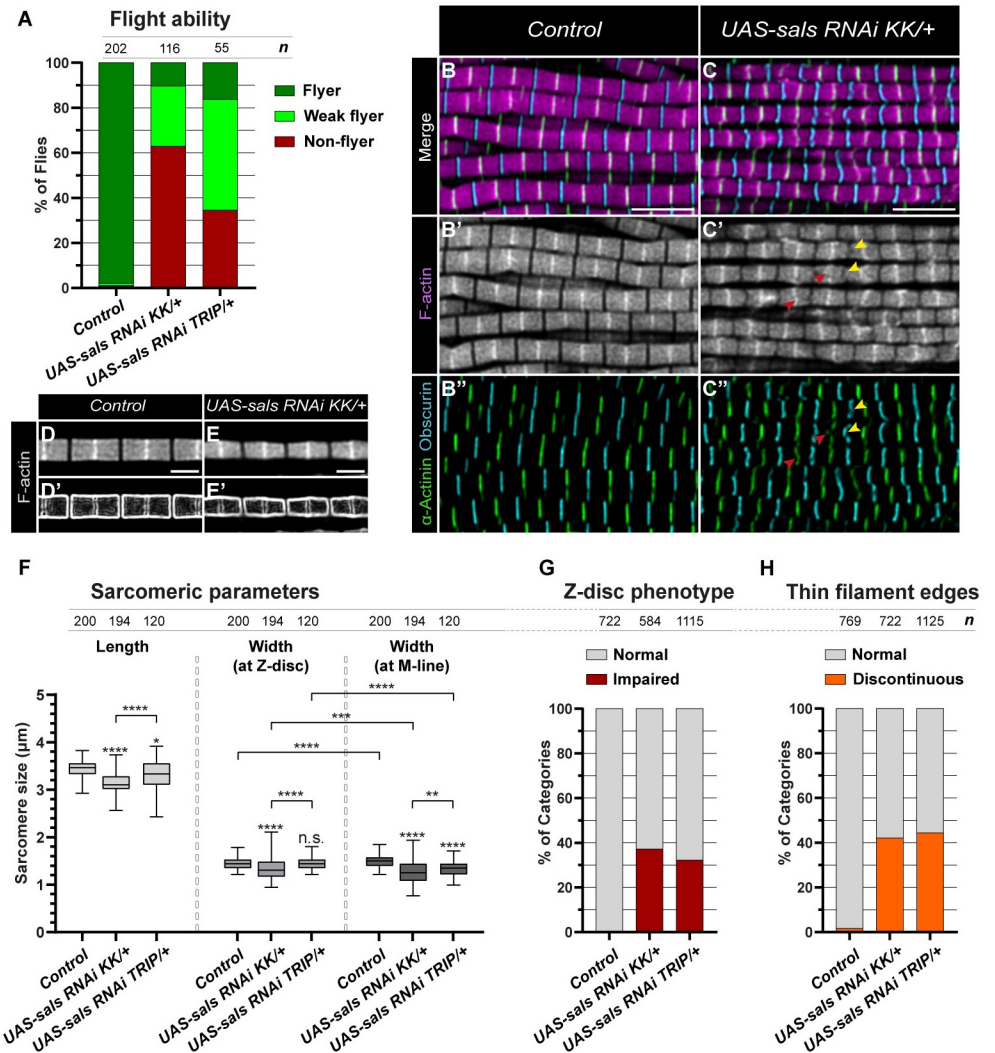 A
Flight ability
202 116 55 n
100
80
60
40
20
0
% of Flies
Flyer
Weak flyer
Non-flyer
Control
UAS-sals RNAi KK/+
UAS-sals RNAi TRIP/+
Control UAS-sals RNAi KK/+
Merge
B C
F-actin
B' C'
α-Actinin Obscurin
B'' C''
Control UAS-sals RNAi KK/+
F-actin
D E
D' E'
F
Sarcomeric parameters
200 194 120 200 194 120 200 194 120
Length
Width
(at Z-disc)
Width
(at M-line)
Sarcomere size (µm)
5
4
3
2
1
0
**** **** *
**** **** n.s.
**** *** ****
** **** ****
Control
UAS-sals RNAi KK/+
UAS-sals RNAi TRIP/+
Control
UAS-sals RNAi KK/+
UAS-sals RNAi TRIP/+
Control
UAS-sals RNAi KK/+
UAS-sals RNAi TRIP/+
G
Z-disc phenotype
722 584 1115
Normal
Impaired
% of Categories
100
80
60
40
20
0
Control
UAS-sals RNAi KK/+
UAS-sals RNAi TRIP/+
H
Thin filament edges
769 722 1125 n
Normal
Discontinuous
% of Categories
100
80
60
40
20
0
Control
UAS-sals RNAi KK/+
UAS-sals RNAi TRIP/+